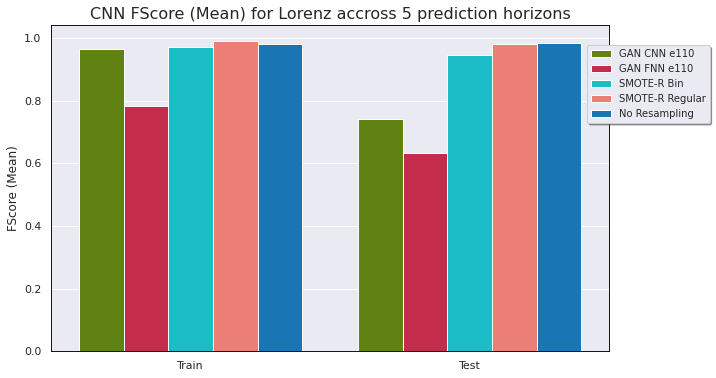 CNN FScore (Mean) for Lorenz accross 5 prediction horizons
FScore (Mean)
1.0
0.8
0.6
0.4
0.2
0.0
Train
Test
GAN CNN e110
GAN FNN e110
SMOTE-R Bin
SMOTE-R Regular
No Resampling